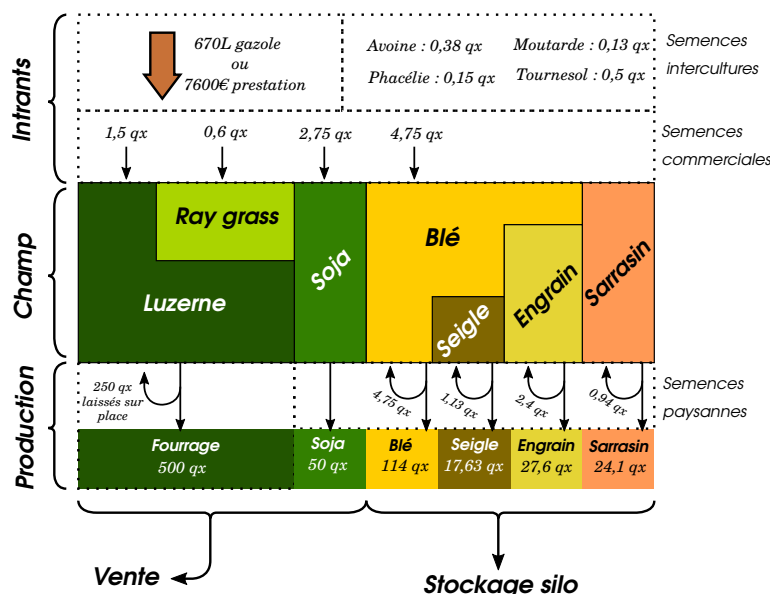 Intrants
670L gazole
ou
7600€ prestation
Avoine : 0,38 qx
Moutarde : 0,13 qx
Phacélie : 0,15 qx
Tournesol : 0,5 qx
Semences
intercultures
1,5 qx
0,6 qx
2,75 qx
4,75 qx
Semences
commerciales
Champ
Ray grass
Luzerne
Soja
Blé
Seigle
Engrain
Sarrasin
Production
250 qx
laissés sur
place
4,75 qx
1,13 qx
2,4 qx
0,94 qx
Semences
paysannes
Fourrage
500 qx
Soja
50 qx
Blé
114 qx
Seigle
17,63 qx
Engrain
27,6 qx
Sarrasin
24,1 qx
Vente
Stockage silo